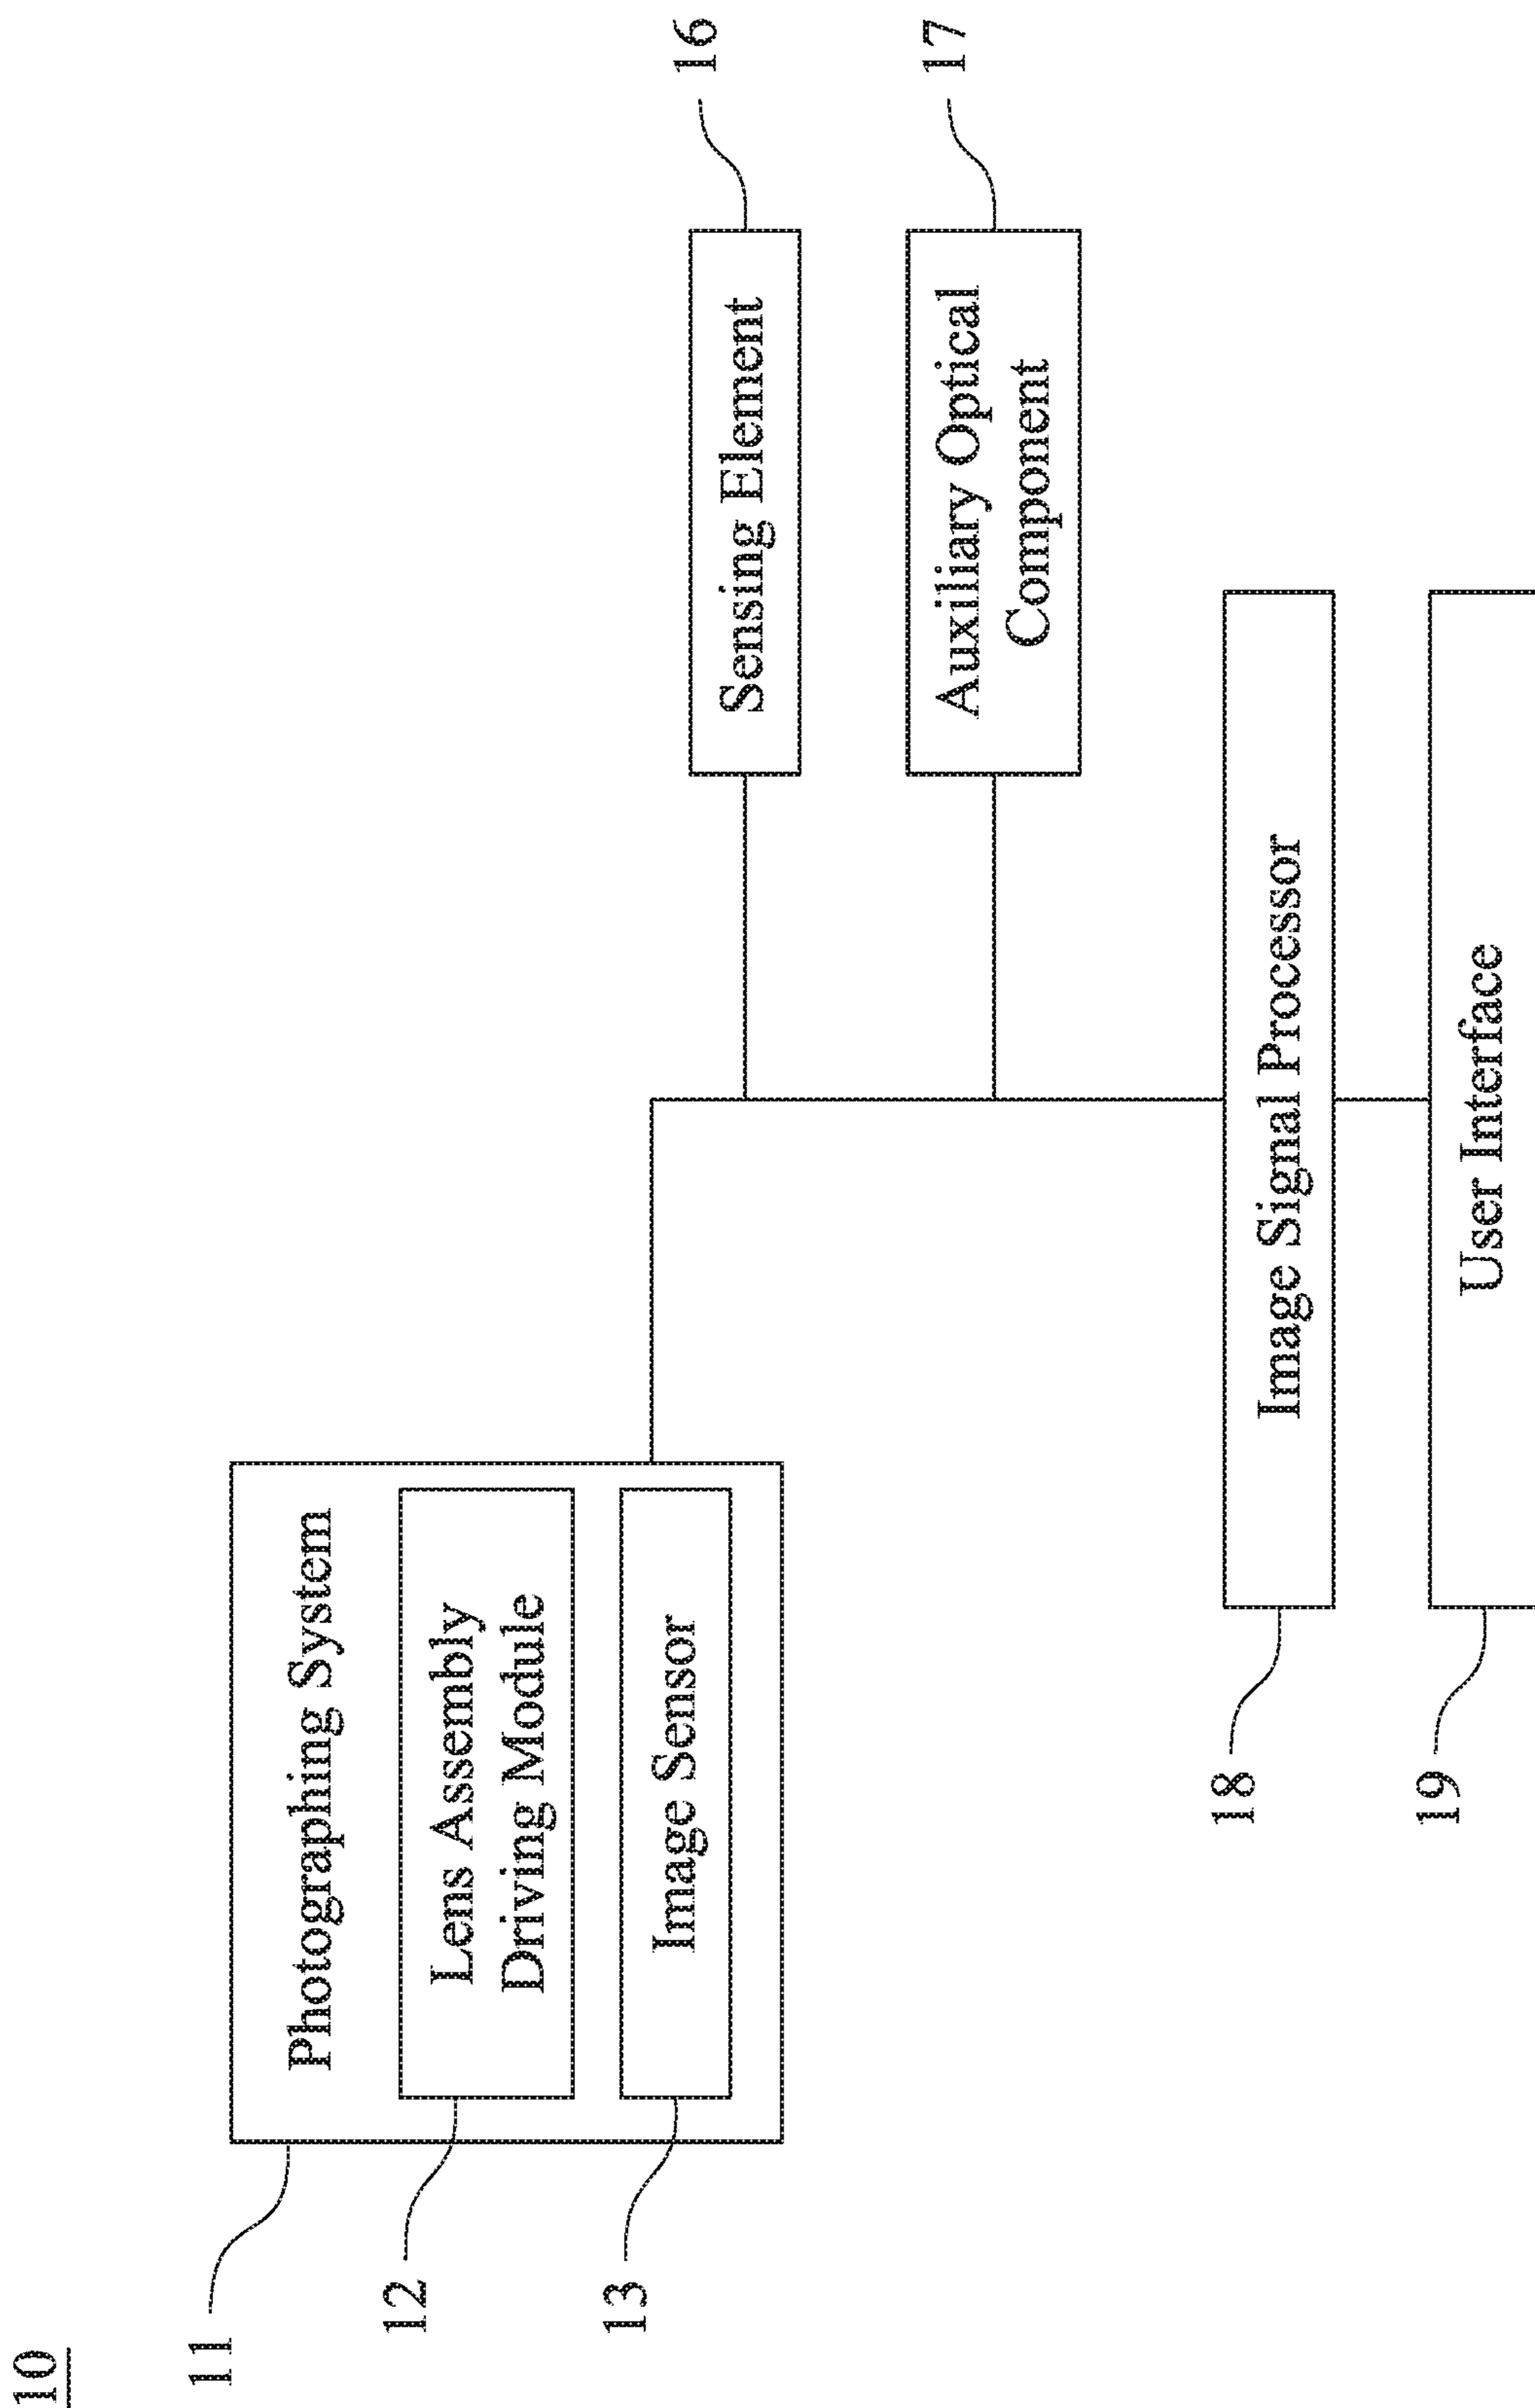 10
11
Photographing System
12
Lens Assembly
Driving Module
13
Image Sensor
Sensing Element
16
Auxiliary Optical
Component
17
18
Image Signal Processor
19
User Interface